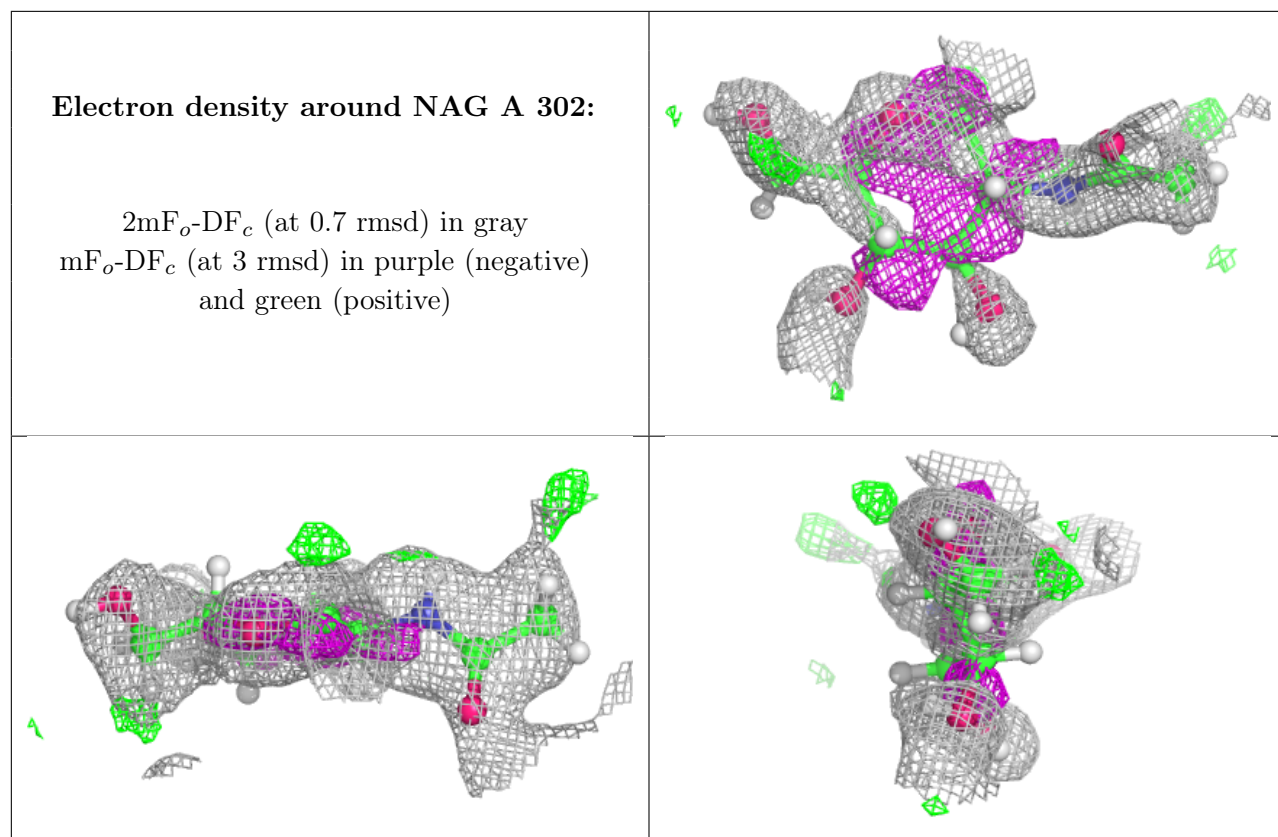 Electron density around NAG A 302:
2mFo-DFc (at 0.7 rmsd) in gray
mFo-DFc (at 3 rmsd) in purple (negative)
and green (positive)